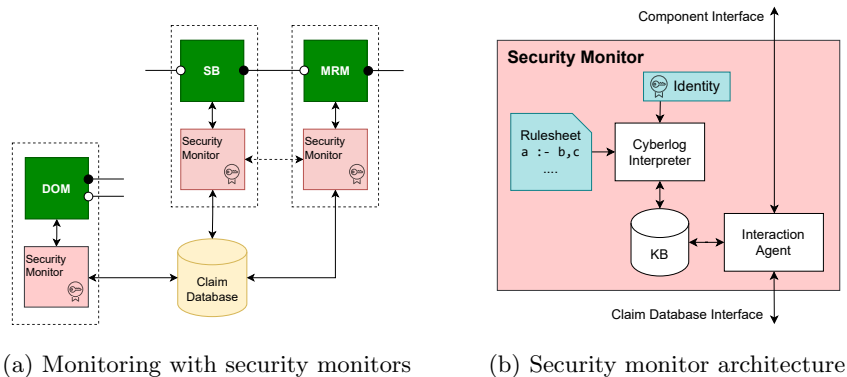 SB
MRM
Security
Monitor
Security
Monitor
DOM
Security
Monitor
Claim
Database
(a) Monitoring with security monitors
Component Interface
Security Monitor
Identity
Rulesheet
a :- b,c
....
Cyberlog
Interpreter
KB
Interaction
Agent
Claim Database Interface
(b) Security monitor architecture